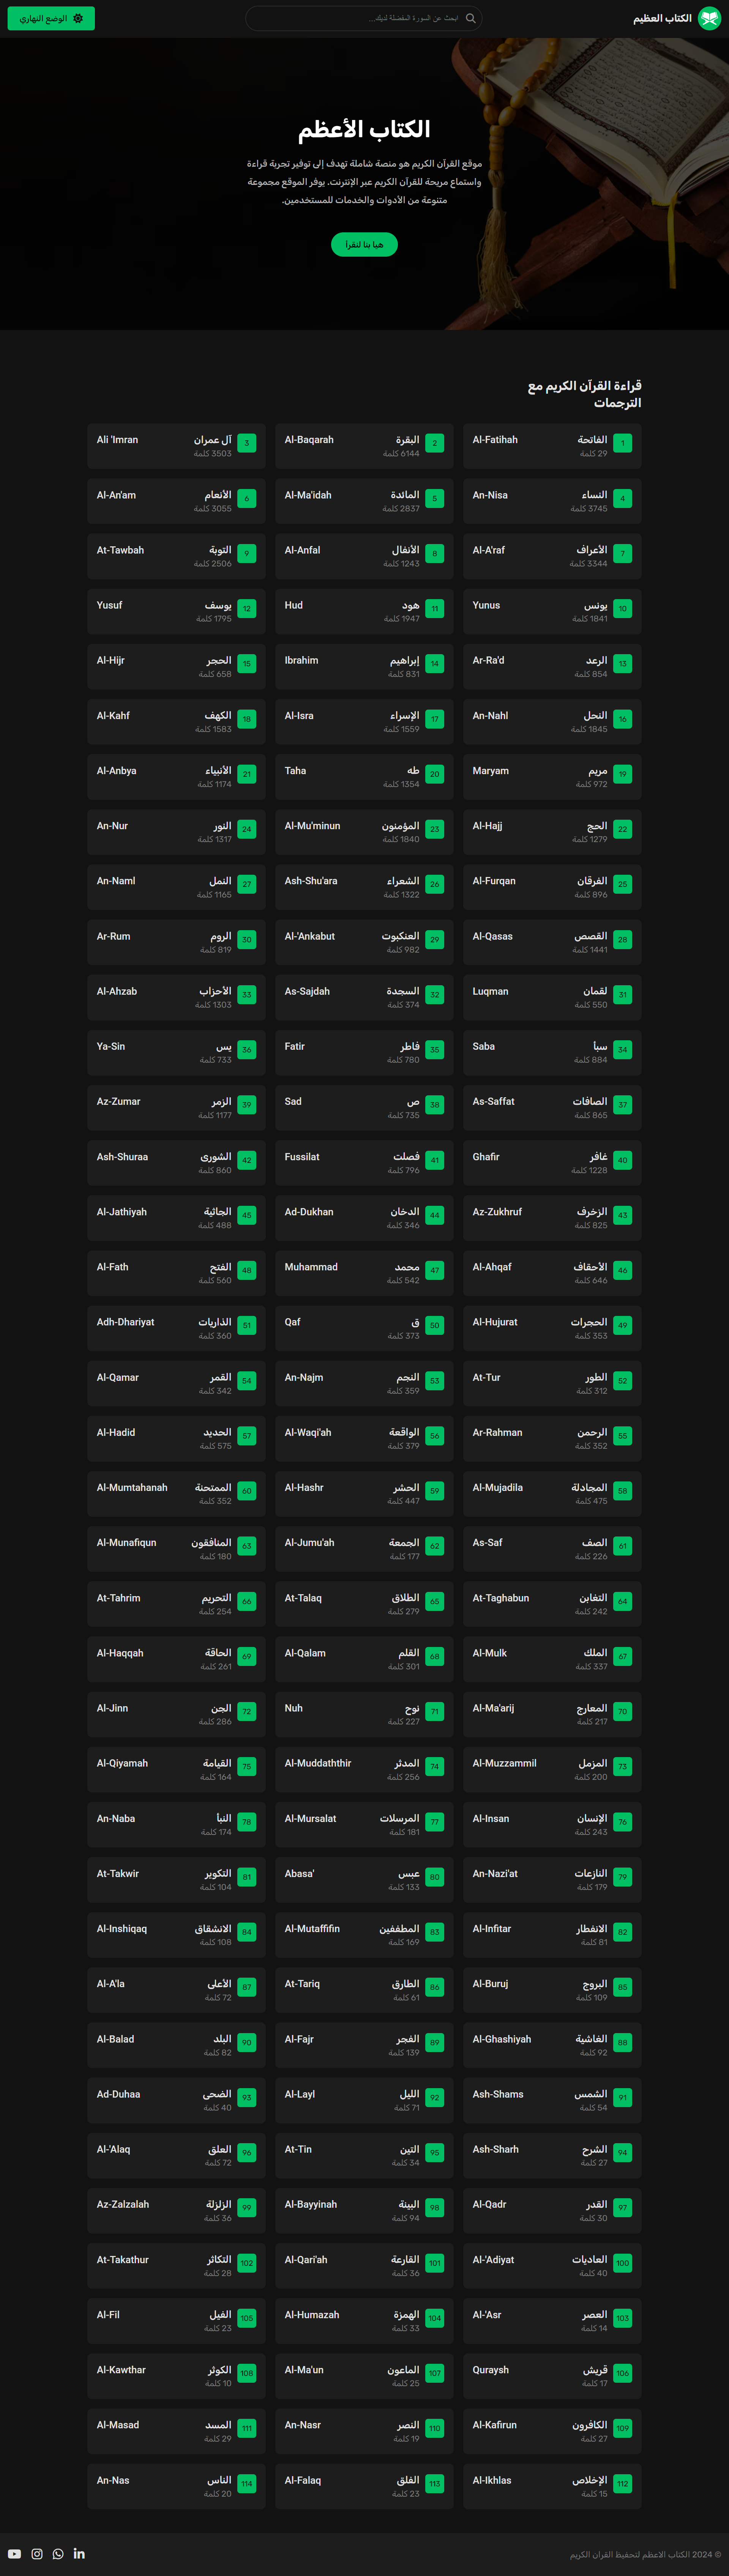 الكتاب العظيم
ابحث عن السورة المفضلة لديك...
الوضع النهاري
الكتاب الأعظم
موقع القرآن الكريم هو منصة شاملة تهدف إلى توفير تجربة قراءة
واستماع مريحة للقرآن الكريم عبر الإنترنت. يوفر الموقع مجموعة
متنوعة من الأدوات والخدمات للمستخدمين.
هيا بنا لنقرأ
قراءة القرآن الكريم مع
الترجمات
1 الفاتحة Al-Fatihah
29 كلمة
2 البقرة Al-Baqarah
6144 كلمة
3 آل عمران Ali 'Imran
3503 كلمة
4 النساء An-Nisa
3745 كلمة
5 المائدة Al-Ma'idah
2837 كلمة
6 الأنعام Al-An'am
3055 كلمة
7 الأعراف Al-A'raf
3344 كلمة
8 الأنفال Al-Anfal
1243 كلمة
9 التوبة At-Tawbah
2506 كلمة
10 يونس Yunus
1841 كلمة
11 هود Hud
1947 كلمة
12 يوسف Yusuf
1795 كلمة
13 الرعد Ar-Ra'd
854 كلمة
14 إبراهيم Ibrahim
831 كلمة
15 الحجر Al-Hijr
658 كلمة
16 النحل An-Nahl
1845 كلمة
17 الإسراء Al-Isra
1559 كلمة
18 الكهف Al-Kahf
1583 كلمة
19 مريم Maryam
972 كلمة
20 طه Taha
1354 كلمة
21 الأنبياء Al-Anbya
1174 كلمة
22 الحج Al-Hajj
1279 كلمة
23 المؤمنون Al-Mu'minun
1840 كلمة
24 النور An-Nur
1317 كلمة
25 الفرقان Al-Furqan
896 كلمة
26 الشعراء Ash-Shu'ara
1322 كلمة
27 النمل An-Naml
1165 كلمة
28 القصص Al-Qasas
1441 كلمة
29 العنكبوت Al-'Ankabut
982 كلمة
30 الروم Ar-Rum
819 كلمة
31 لقمان Luqman
550 كلمة
32 السجدة As-Sajdah
374 كلمة
33 الأحزاب Al-Ahzab
1303 كلمة
34 سبأ Saba
884 كلمة
35 فاطر Fatir
780 كلمة
36 يس Ya-Sin
733 كلمة
37 الصافات As-Saffat
865 كلمة
38 ص Sad
735 كلمة
39 الزمر Az-Zumar
1177 كلمة
40 غافر Ghafir
1228 كلمة
41 فصلت Fussilat
796 كلمة
42 الشورى Ash-Shuraa
860 كلمة
43 الزخرف Az-Zukhruf
825 كلمة
44 الدخان Ad-Dukhan
346 كلمة
45 الجاثية Al-Jathiyah
488 كلمة
46 الأحقاف Al-Ahqaf
646 كلمة
47 محمد Muhammad
542 كلمة
48 الفتح Al-Fath
560 كلمة
49 الحجرات Al-Hujurat
353 كلمة
50 ق Qaf
373 كلمة
51 الذاريات Adh-Dhariyat
360 كلمة
52 الطور At-Tur
312 كلمة
53 النجم An-Najm
359 كلمة
54 القمر Al-Qamar
342 كلمة
55 الرحمن Ar-Rahman
352 كلمة
56 الواقعة Al-Waqi'ah
379 كلمة
57 الحديد Al-Hadid
575 كلمة
58 المجادلة Al-Mujadila
475 كلمة
59 الحشر Al-Hashr
447 كلمة
60 الممتحنة Al-Mumtahanah
352 كلمة
61 الصف As-Saf
226 كلمة
62 الجمعة Al-Jumu'ah
177 كلمة
63 المنافقون Al-Munafiqun
180 كلمة
64 التغابن At-Taghabun
242 كلمة
65 الطلاق At-Talaq
279 كلمة
66 التحريم At-Tahrim
254 كلمة
67 الملك Al-Mulk
337 كلمة
68 القلم Al-Qalam
301 كلمة
69 الحاقة Al-Haqqah
261 كلمة
70 المعارج Al-Ma'arij
217 كلمة
71 نوح Nuh
227 كلمة
72 الجن Al-Jinn
286 كلمة
73 المزمل Al-Muzzammil
200 كلمة
74 المدثر Al-Muddaththir
256 كلمة
75 القيامة Al-Qiyamah
164 كلمة
76 الإنسان Al-Insan
243 كلمة
77 المرسلات Al-Mursalat
181 كلمة
78 النبأ An-Naba
174 كلمة
79 النازعات An-Nazi'at
179 كلمة
80 عبس Abasa'
133 كلمة
81 التكوير At-Takwir
104 كلمة
82 الانفطار Al-Infitar
81 كلمة
83 المطففين Al-Mutaffifin
169 كلمة
84 الانشقاق Al-Inshiqaq
108 كلمة
85 البروج Al-Buruj
109 كلمة
86 الطارق At-Tariq
61 كلمة
87 الأعلى Al-A'la
72 كلمة
88 الغاشية Al-Ghashiyah
92 كلمة
89 الفجر Al-Fajr
139 كلمة
90 البلد Al-Balad
82 كلمة
91 الشمس Ash-Shams
54 كلمة
92 الليل Al-Layl
71 كلمة
93 الضحى Ad-Duhaa
40 كلمة
94 الشرح Ash-Sharh
27 كلمة
95 التين At-Tin
34 كلمة
96 العلق Al-'Alaq
72 كلمة
97 القدر Al-Qadr
30 كلمة
98 البينة Al-Bayyinah
94 كلمة
99 الزلزلة Az-Zalzalah
36 كلمة
100 العاديات Al-'Adiyat
40 كلمة
101 القارعة Al-Qari'ah
36 كلمة
102 التكاثر At-Takathur
28 كلمة
103 العصر Al-'Asr
14 كلمة
104 الهمزة Al-Humazah
33 كلمة
105 الفيل Al-Fil
23 كلمة
106 قريش Quraysh
17 كلمة
107 الماعون Al-Ma'un
25 كلمة
108 الكوثر Al-Kawthar
10 كلمة
109 الكافرون Al-Kafirun
27 كلمة
110 النصر An-Nasr
19 كلمة
111 المسد Al-Masad
29 كلمة
112 الإخلاص Al-Ikhlas
15 كلمة
113 الفلق Al-Falaq
23 كلمة
114 الناس An-Nas
20 كلمة
© 2024 الكتاب الاعظم لتحفيظ القران الكريم